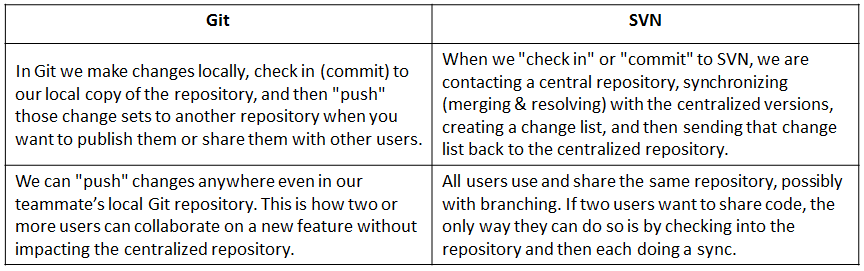 Git
SVN
In Git we make changes locally, check in (commit) to
our local copy of the repository, and then "push"
those change sets to another repository when you
want to publish them or share them with other users.
When we "check in" or "commit" to SVN, we are
contacting a central repository, synchronizing
(merging & resolving) with the centralized versions,
creating a change list, and then sending that change
list back to the centralized repository.
We can "push" changes anywhere even in our
teammate’s local Git repository. This is how two or
more users can collaborate on a new feature without
impacting the centralized repository.
All users use and share the same repository, possibly
with branching. If two users want to share code, the
only way they can do so is by checking into the
repository and then each doing a sync.